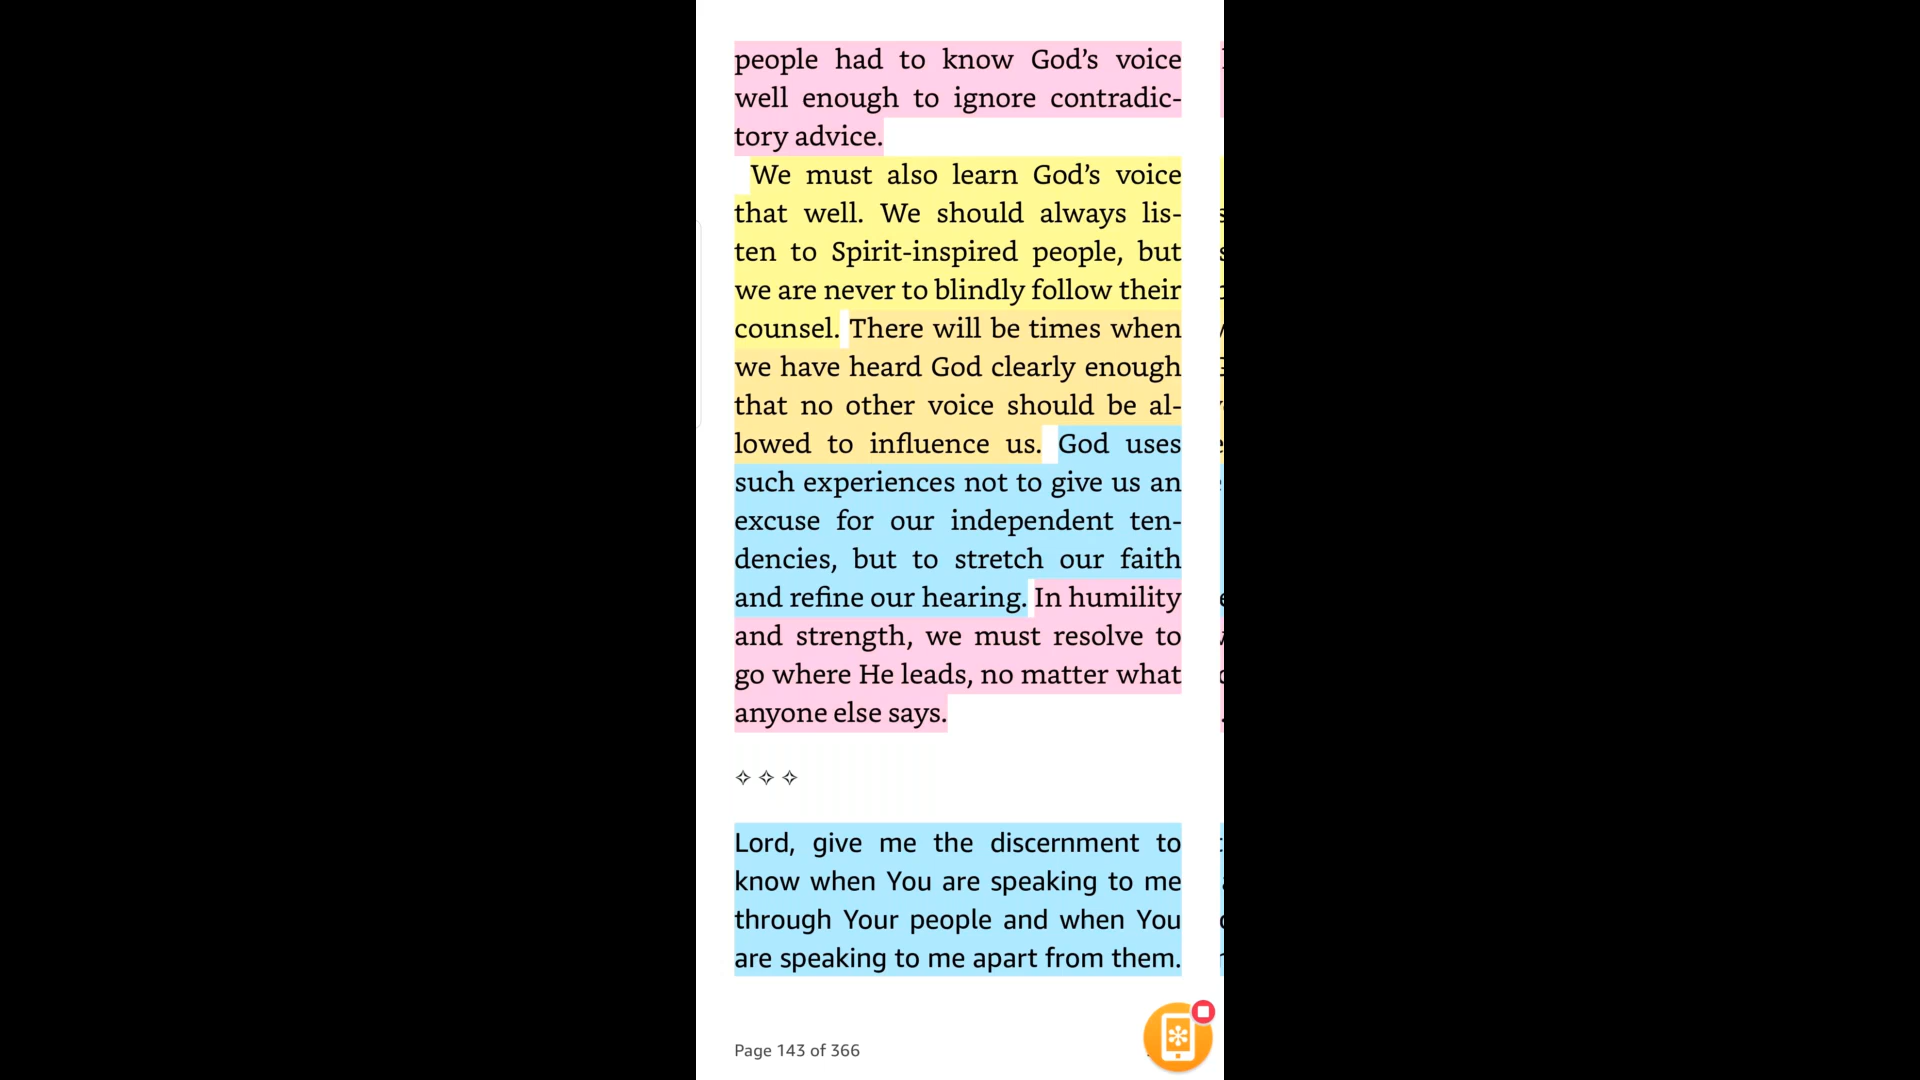 people had to know God’s voice
well enough to ignore contradic-
tory advice.
We must also learn God’s voice
that well. We should always lis-
ten to Spirit-inspired people, but
we are never to blindly follow their
counsel. There will be times when
we have heard God clearly enough
that no other voice should be al-
lowed to influence us. God uses
such experiences not to give us an
excuse for our independent ten-
dencies, but to stretch our faith
and refine our hearing. In humility
and strength, we must resolve to
go where He leads, no matter what
anyone else says.
✧ ✧ ✧
Lord, give me the discernment to
know when You are speaking to me
through Your people and when You
are speaking to me apart from them.
Page 143 of 366